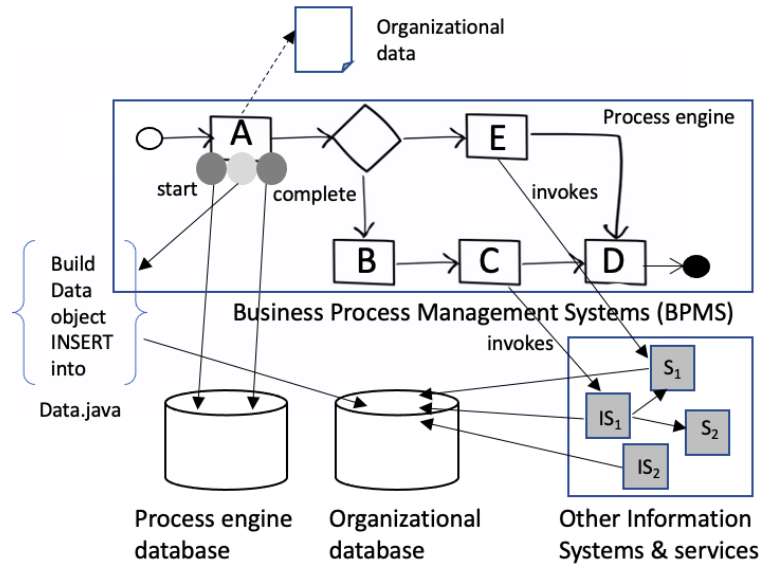 Organizational
data
Process engine
A
E
start
complete
invokes
B
C
D
Build
Data
object
INSERT
into
Data.java
Business Process Management Systems (BPMS)
invokes
S1
IS1
S2
IS2
Process engine
database
Organizational
database
Other Information
Systems & services